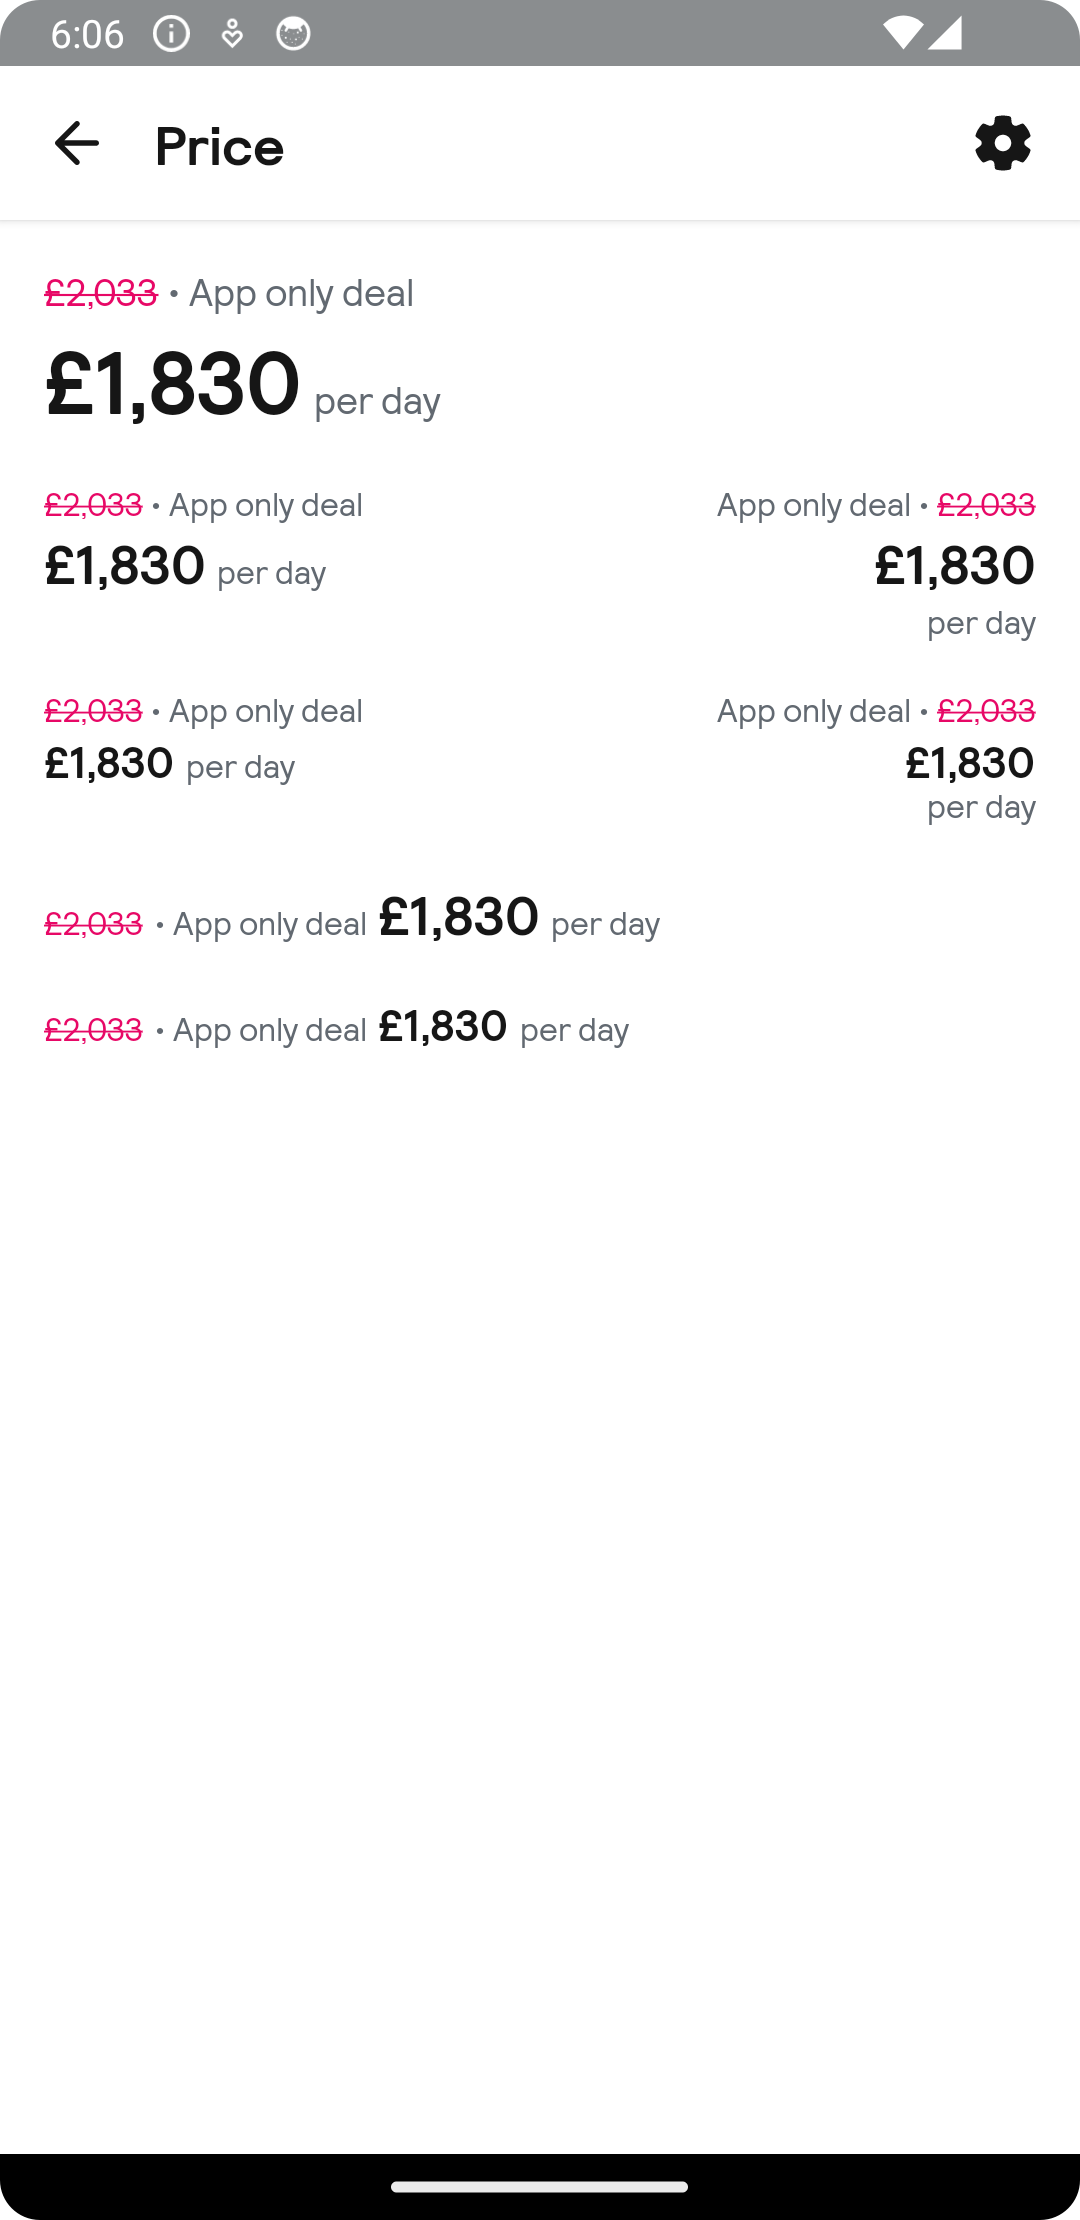 6:06
Price
£2,033 • App only deal
£1,830 per day
£2,033 • App only deal
£1,830 per day
App only deal • £2,033
£1,830
per day
£2,033 • App only deal
£1,830 per day
App only deal • £2,033
£1,830
per day
£2,033 • App only deal £1,830 per day
£2,033 • App only deal £1,830 per day